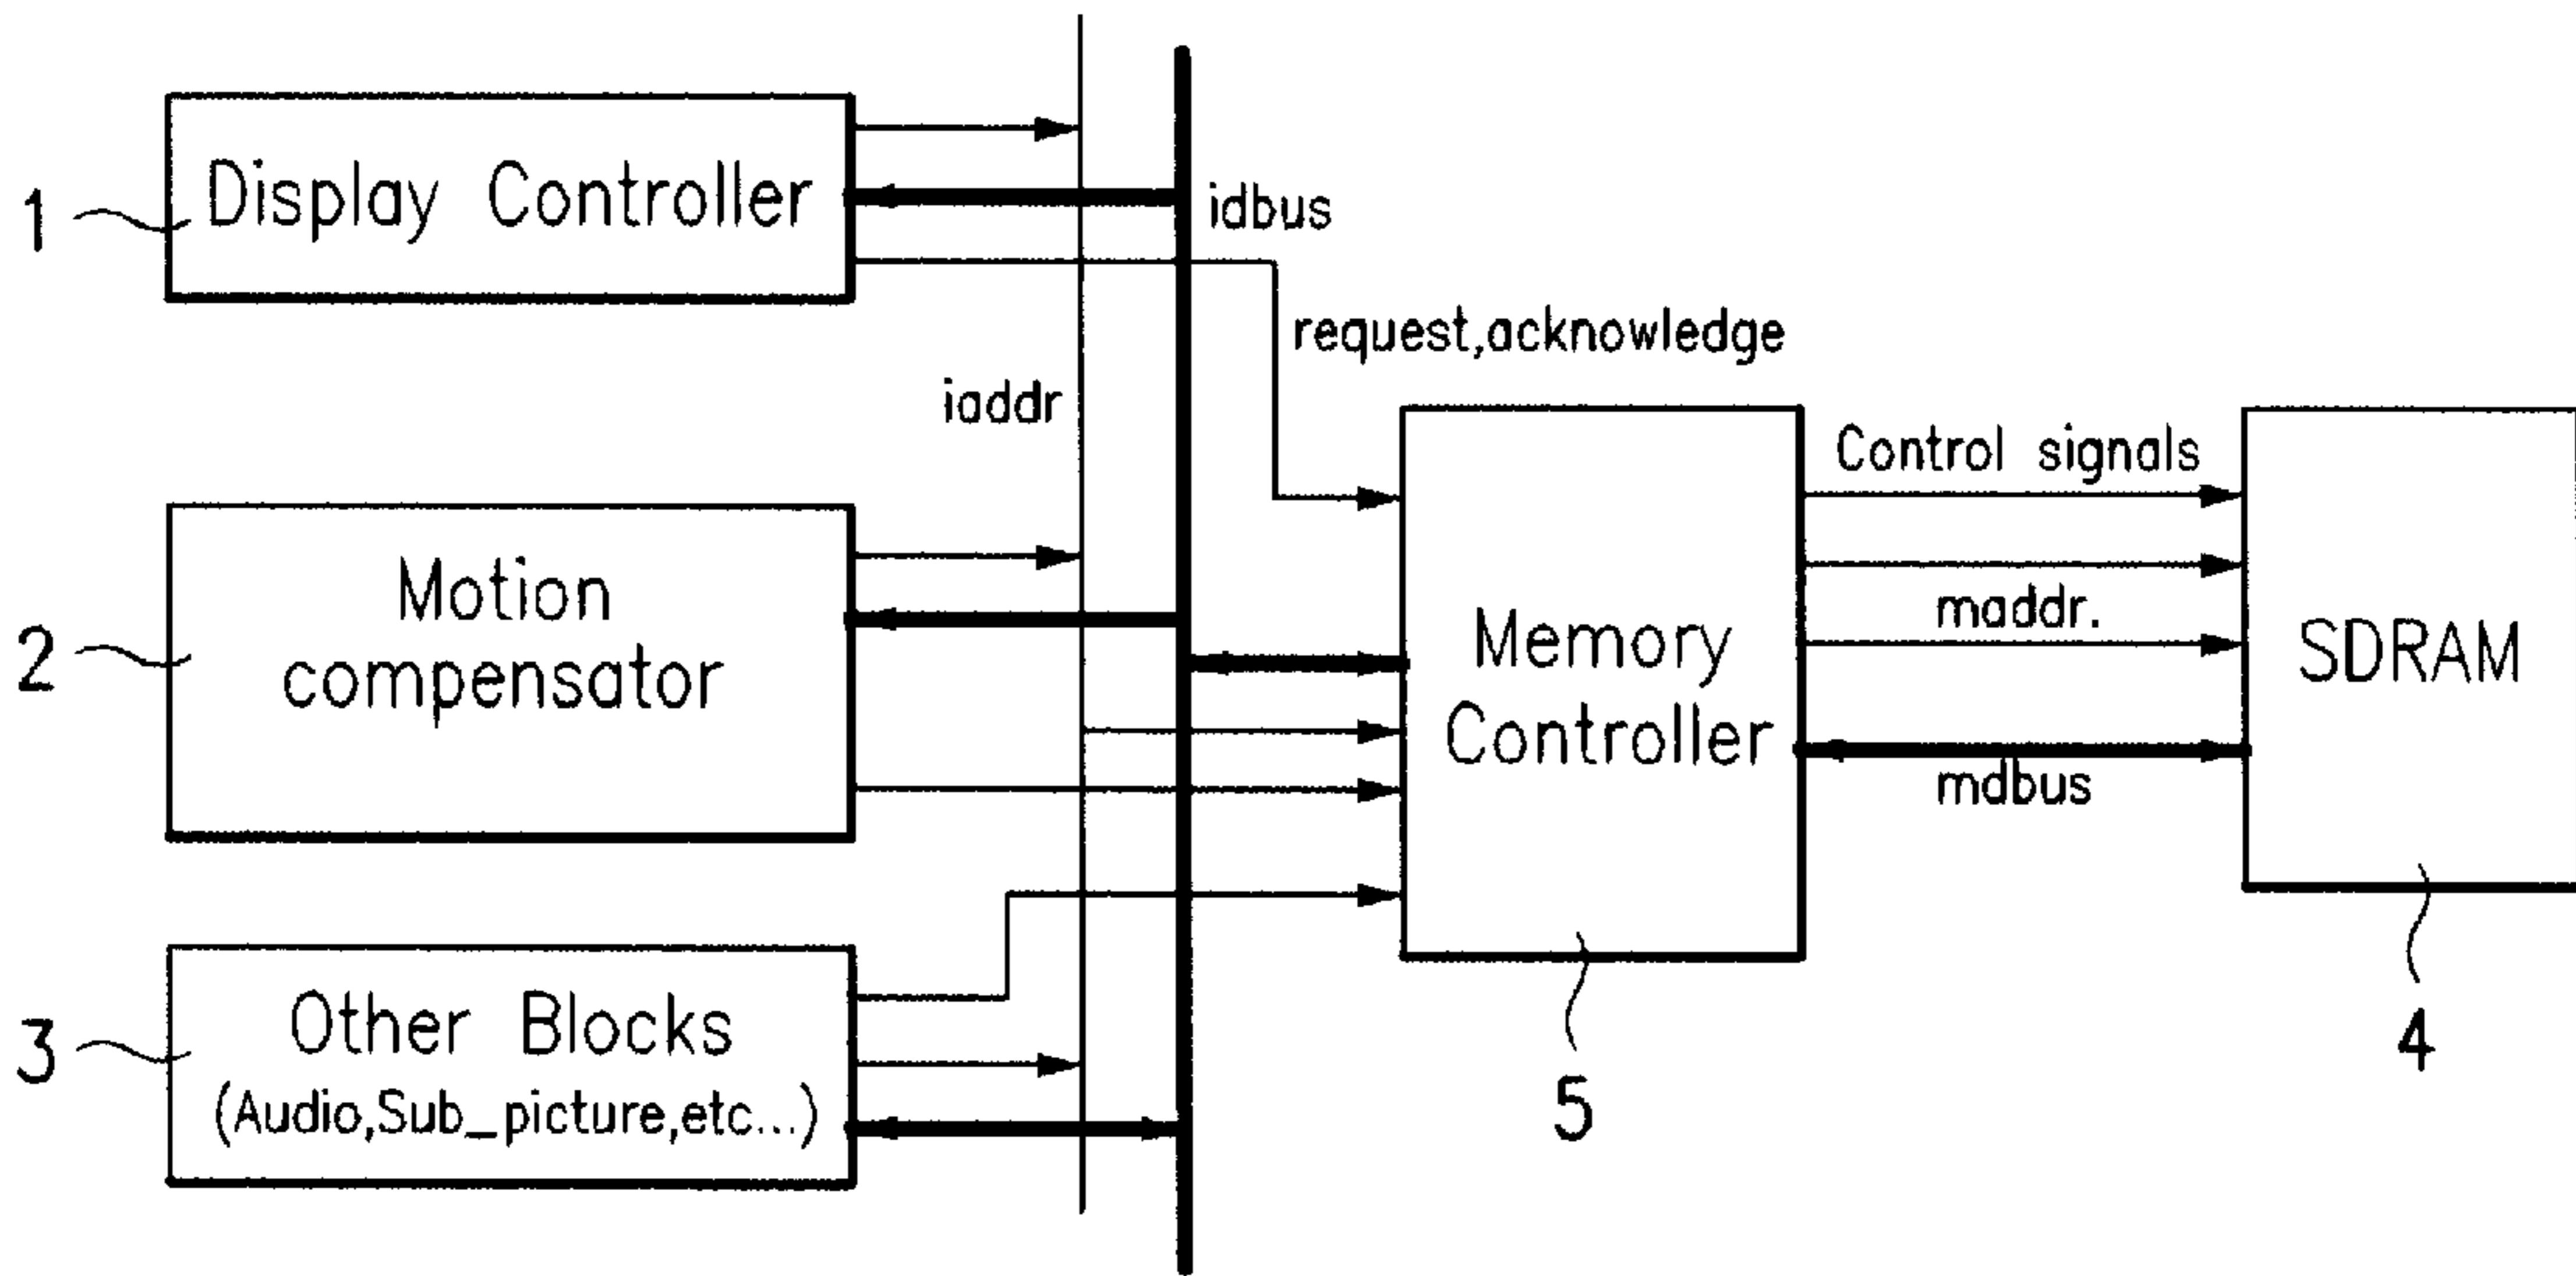 1
Display Controller
idbus
request,acknowledge
iaddr
2
Motion
compensator
Memory
Controller
Control signals
maddr.
mdbus
SDRAM
3
Other Blocks
(Audio,Sub_picture,etc...)
5
4